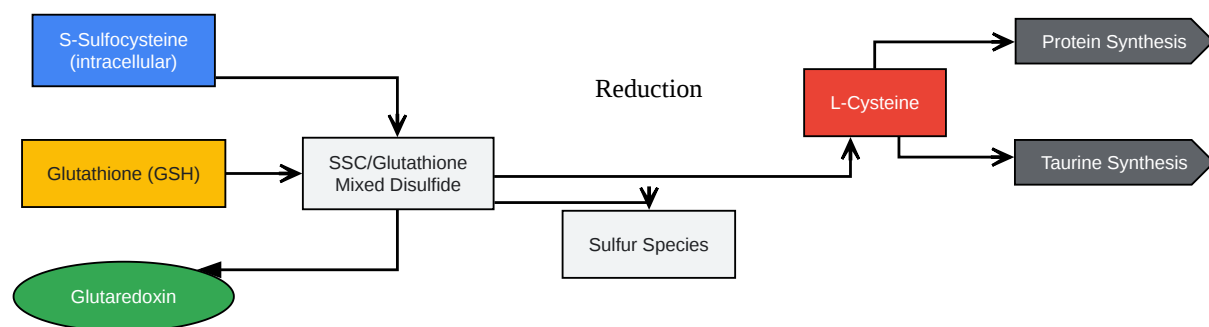 S-Sulfocysteine
(intracellular)
Protein Synthesis
Reduction
L-Cysteine
Glutathione (GSH)
SSC/Glutathione
Mixed Disulfide
Taurine Synthesis
Sulfur Species
Glutaredoxin